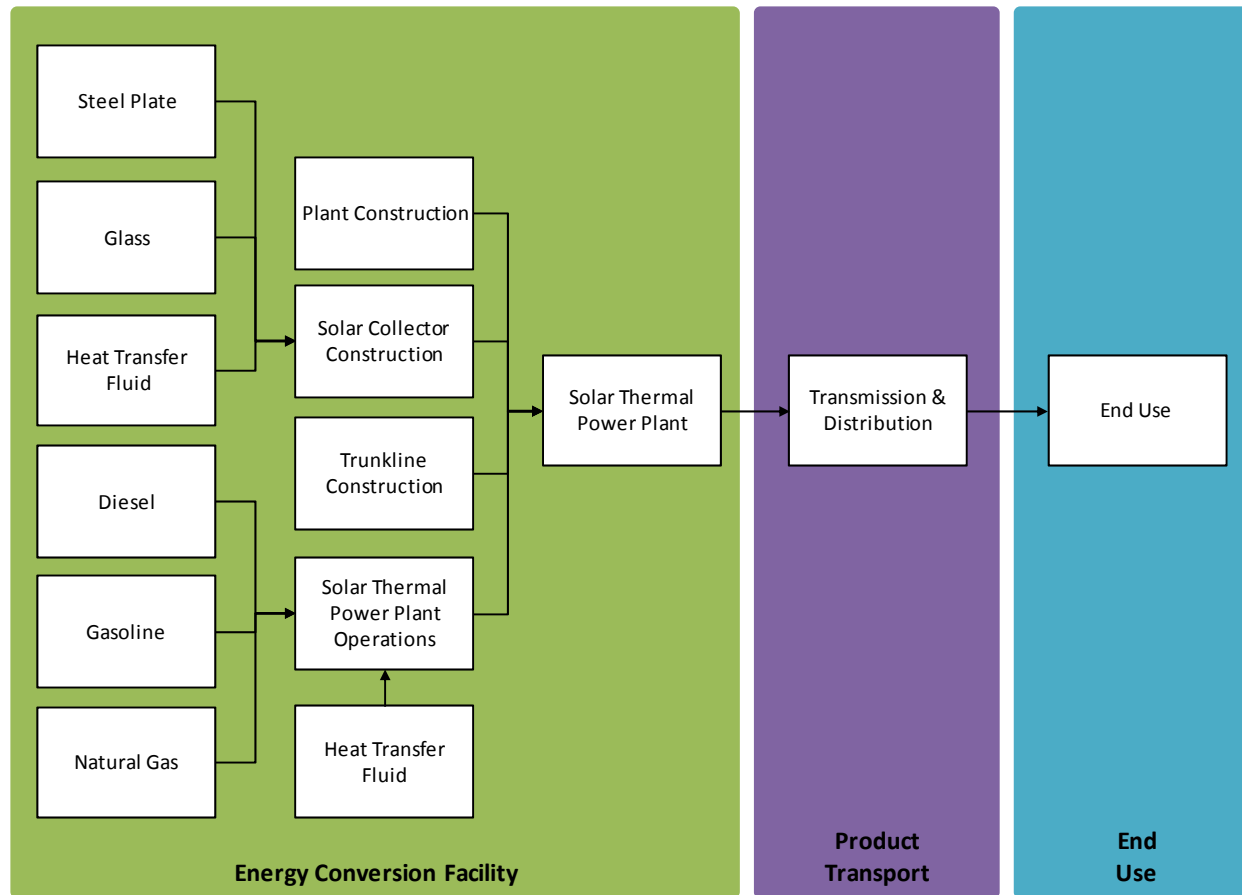 Steel Plate
Glass
Heat Transfer
Fluid
Diesel
Gasoline
Natural Gas
Plant Construction
Solar Collector
Construction
Trunkline
Construction
Solar Thermal
Power Plant
Operations
Heat Transfer
Fluid
Solar Thermal
Power Plant
Energy Conversion Facility
Transmission &
Distribution
Product
Transport
End Use
End
Use